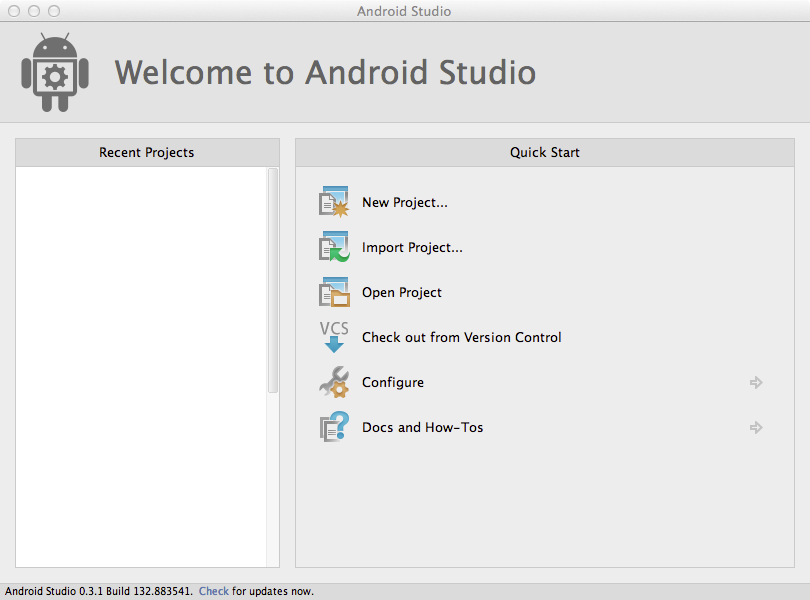 Android Studio
Welcome to Android Studio
Recent Projects
Quick Start
New Project...
Import Project...
Open Project
VCS
Check out from Version Control
Configure
Docs and How-Tos
Android Studio 0.3.1 Build 132.883541. Check for updates now.